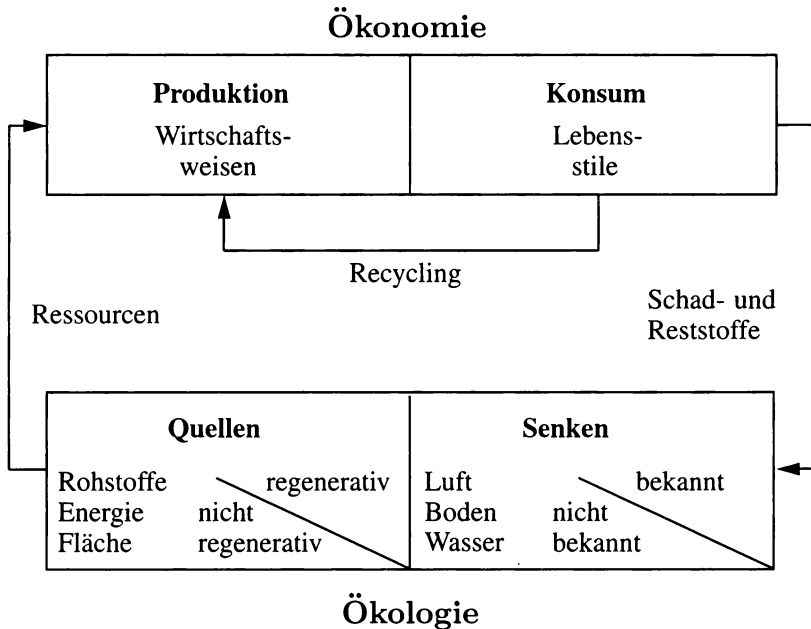 Ökonomie
Produktion
Wirtschafts-
weisen
Konsum
Lebens-
stile
Recycling
Ressourcen
Schad- und
Reststoffe
Quellen
Rohstoffe regenerativ
Energie nicht
Fläche regenerativ
Senken
Luft bekannt
Boden nicht
Wasser bekannt
Ökologie